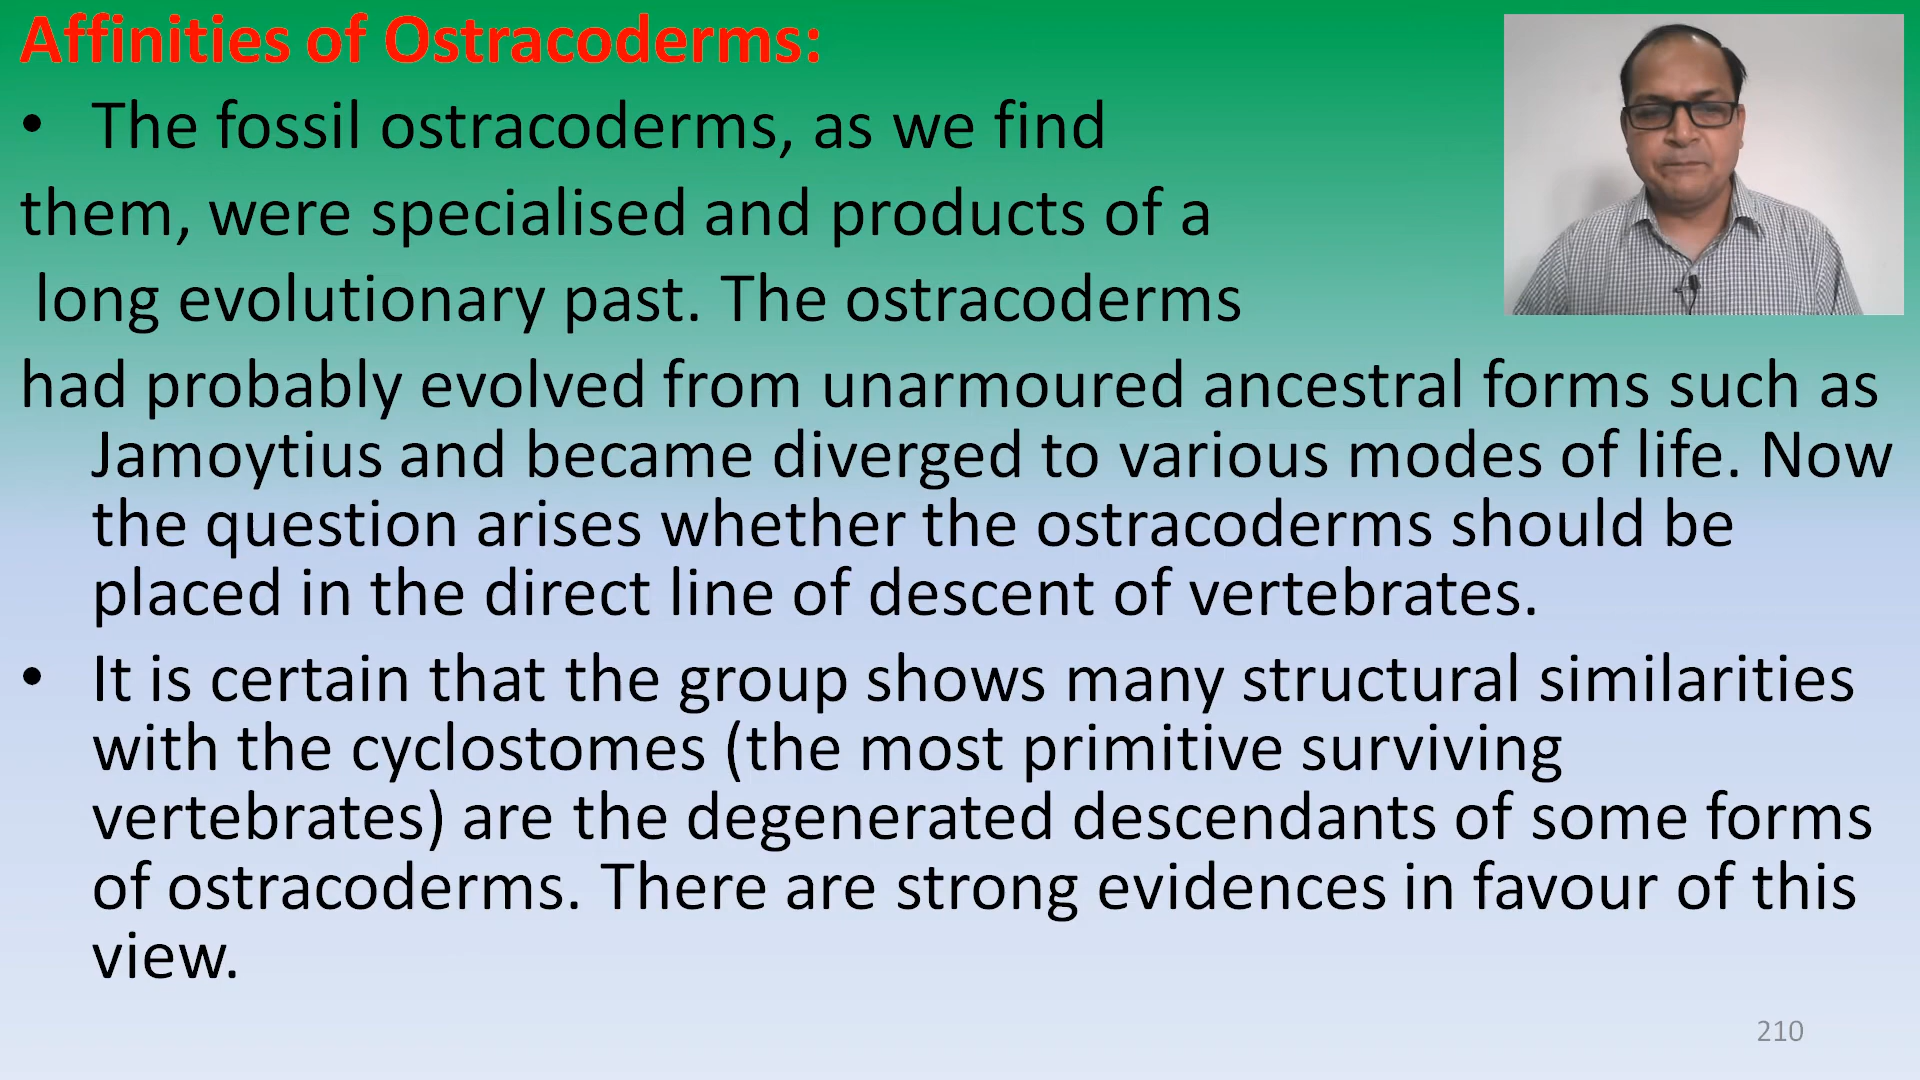 Affinities of Ostracoderms:
• The fossil ostracoderms, as we find
them, were specialised and products of a
long evolutionary past. The ostracoderms
had probably evolved from unarmoured ancestral forms such as
Jamoytius and became diverged to various modes of life. Now
the question arises whether the ostracoderms should be
placed in the direct line of descent of vertebrates.
• It is certain that the group shows many structural similarities
with the cyclostomes (the most primitive surviving
vertebrates) are the degenerated descendants of some forms
of ostracoderms. There are strong evidences in favour of this
view.
210